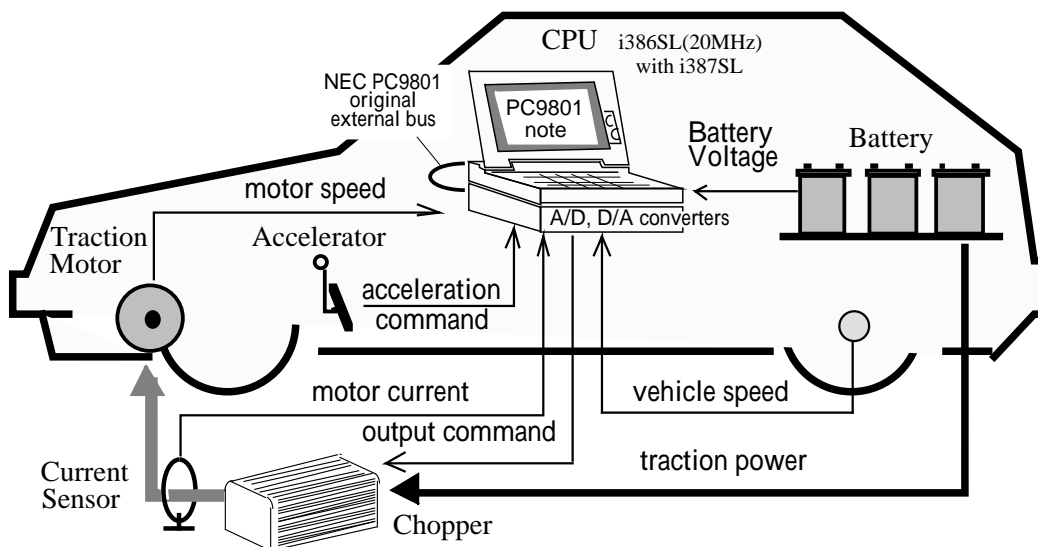 CPU i386SL(20MHz)
with i387SL
NEC PC9801
original
external bus
PC9801
note
Battery
Voltage
Battery
motor speed
A/D, D/A converters
Traction
Motor
Accelerator
acceleration
command
motor current
vehicle speed
output command
traction power
Current
Sensor
Chopper